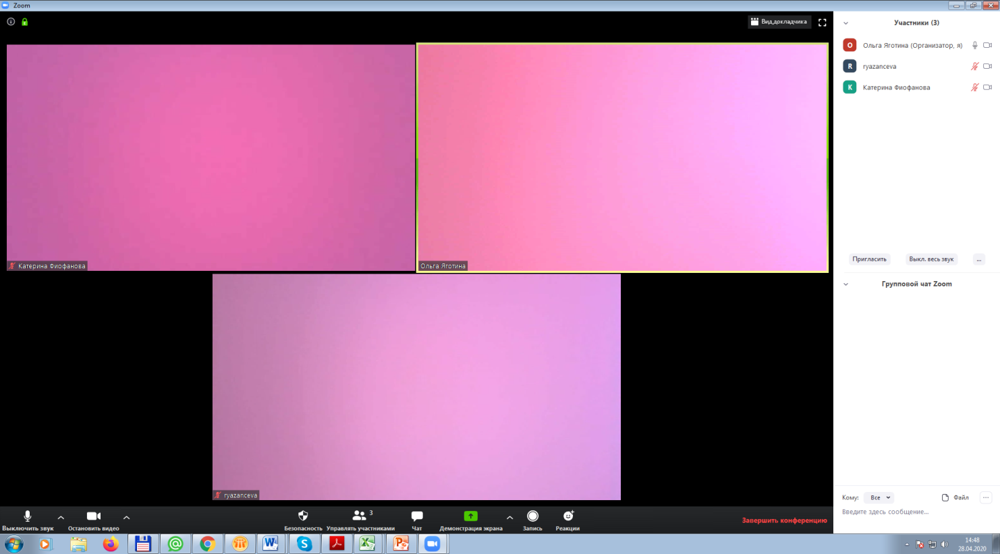 Zoom
Вид докладчика
Катерина Фиофанова
Ольга Яготина
ryazanceva
Участники (3)
О Ольга Яготина (Организатор, я)
R ryazanceva
К Катерина Фиофанова
Пригласить Выкл. весь звук ...
Групповой чат Zoom
Кому: Все Файл ...
Введите здесь сообщение...
Выключить звук Остановить видео Безопасность Управлять участниками 3 Чат Демонстрация экрана Запись Реакции Завершить конференцию
14:48
28.04.2020